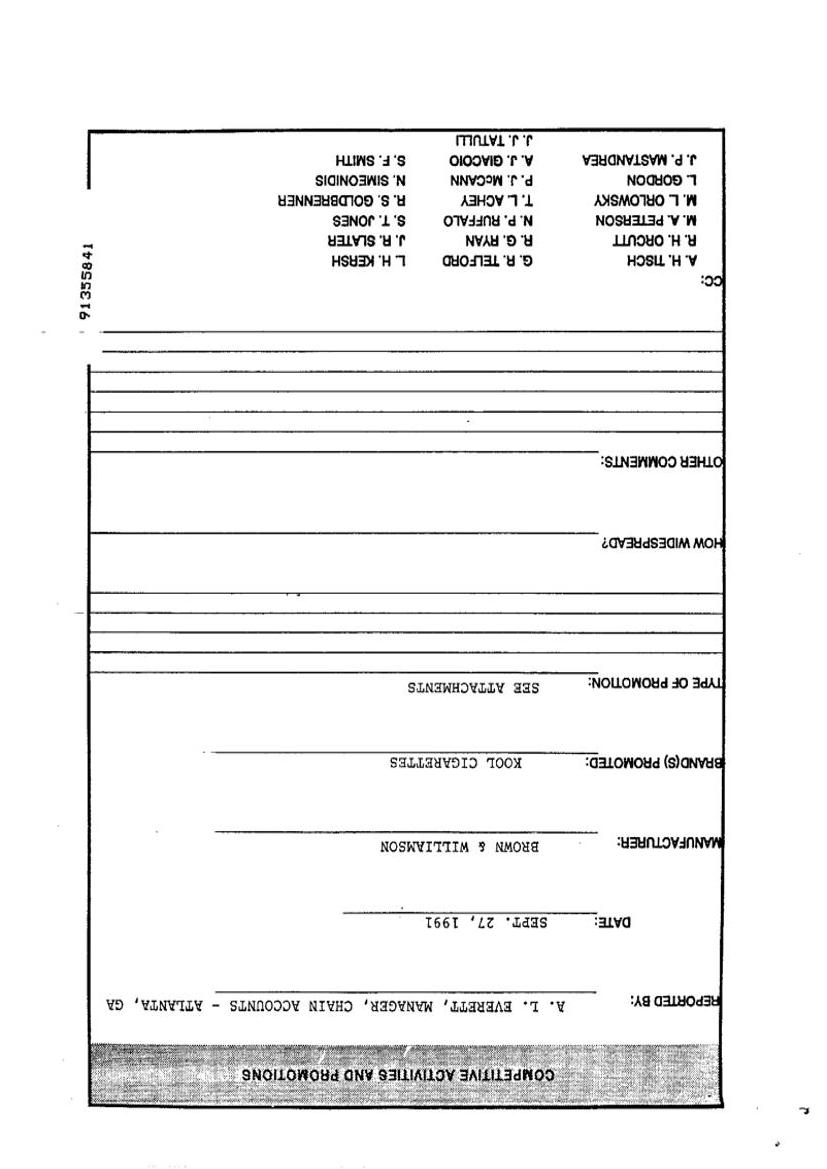 COMPETITIVE ACTIVITIES AND PROMOTIONS
REPORTED BY: A. L. EVERETT, MANAGER, CHAIN ACCOUNTS - ATLANTA, GA
DATE: SEPT. 27, 1991
MANUFACTURER: BROWN & WILLIAMSON
BRAND(S) PROMOTED: KOOL CIGARETTES
TYPE OF PROMOTION: SEE ATTACHMENTS
HOW WIDESPREAD?
OTHER COMMENTS:
CC:
A. H. TISCH G. R. TELFORD L. H. KERSH
R. H. ORCUTT R. G. RYAN J. R. SLATER
M. A. PETERSON N. P. RUFFALO S. T. JONES
M. L. ORLOWSKY T. L. ACHEY R. S. GOLDBRENNER
L. GORDON P. J. McCANN N. SIMEONIDIS
J. P. MASTANDREA A. J. GIACOIO S. F. SMITH
J. J. TATULLI
91355841